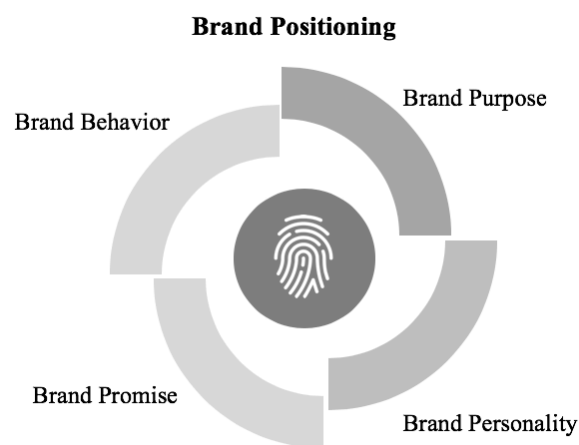 Brand Positioning
Brand Purpose
Brand Behavior
Brand Promise
Brand Personality